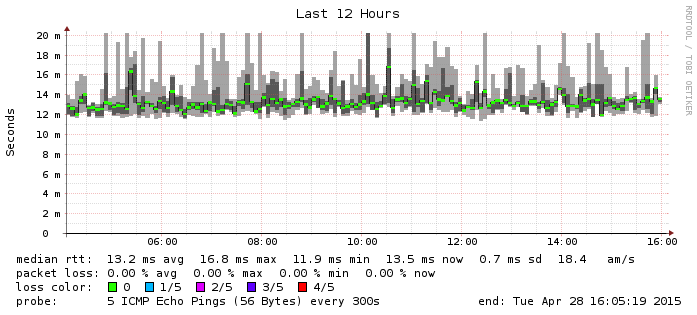 Last 12 Hours
RRDTOOL / TOBI OETIKER
Seconds
20 m
18 m
16 m
14 m
12 m
10 m
8 m
6 m
4 m
2 m
0
06:00 08:00 10:00 12:00 14:00 16:00
median rtt: 13.2 ms avg 16.8 ms max 11.9 ms min 13.5 ms now 0.7 ms sd 18.4 am/s
packet loss: 0.00 % avg 0.00 % max 0.00 % min 0.00 % now
loss color: 0 1/5 2/5 3/5 4/5
probe: 5 ICMP Echo Pings (56 Bytes) every 300s end: Tue Apr 28 16:05:19 2015